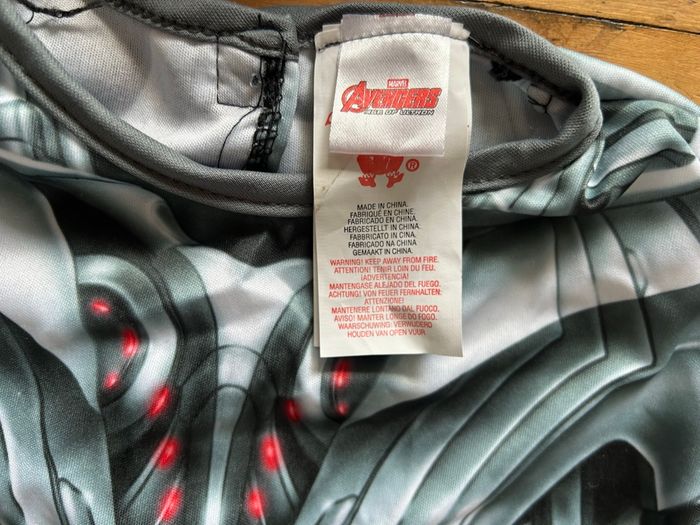 MARVEL
AVENGERS
AGE OF ULTRON
®
MADE IN CHINA.
FABRIQUÉ EN CHINE.
FABRICADO EN CHINA.
HERGESTELLT IN CHINA.
FABBRICATO IN CINA.
FABRICADO NA CHINA
GEMAAKT IN CHINA.
WARNING! KEEP AWAY FROM FIRE.
ATTENTION! TENIR LOIN DU FEU.
¡ADVERTENCIA!
MANTENGASE ALEJADO DEL FUEGO.
ACHTUNG! VON FEUER FERNHALTEN:
ATTENZIONE!
MANTENERE LONTANO DAL FUOCO.
AVISO! MANTER LONGE DO FOGO.
WAARSCHUWING: VERWIJDERD
HOUDEN VAN OPEN VUUR